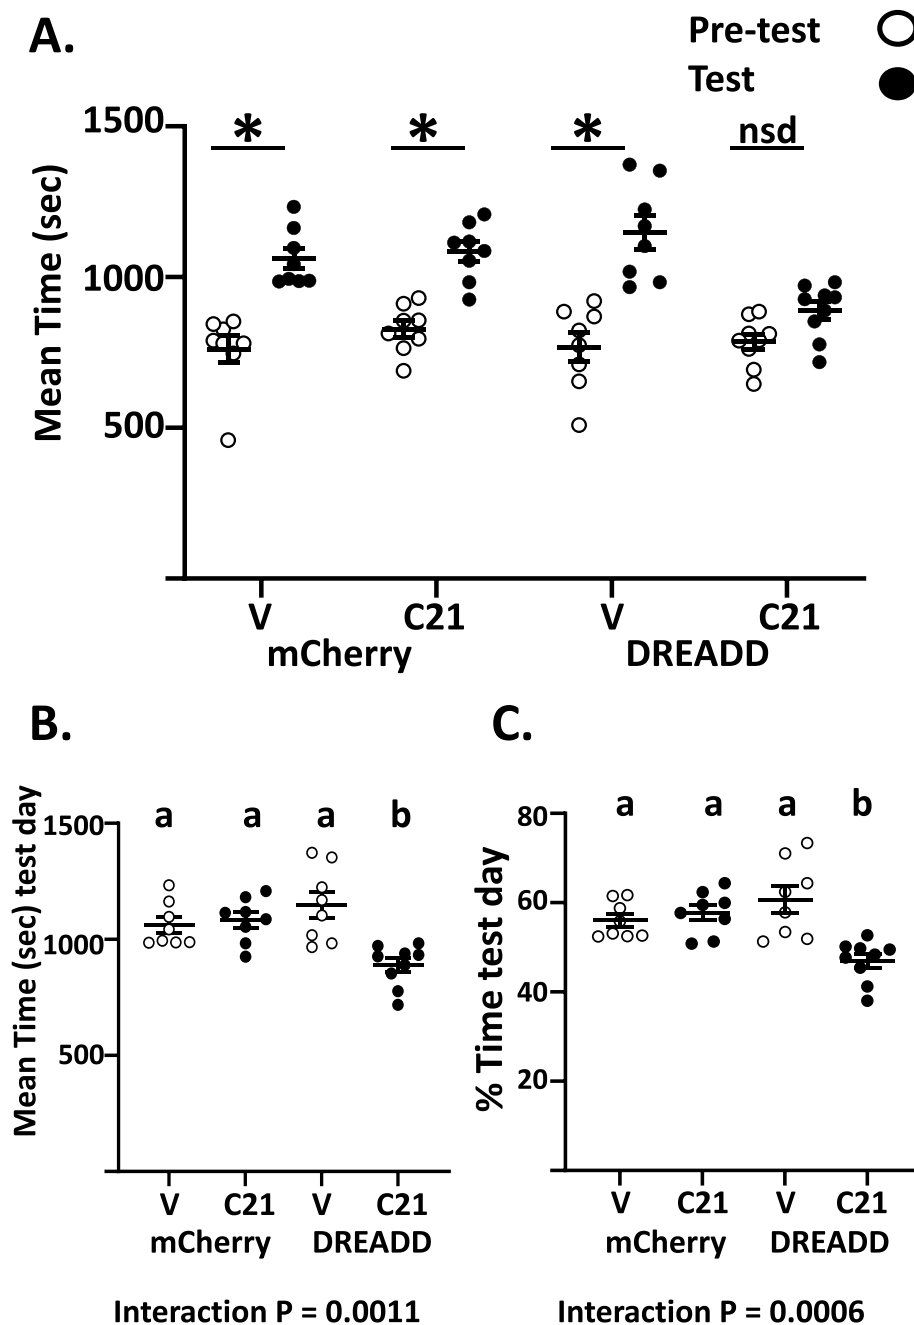 A.
Pre-test
Test
Mean Time (sec)
1500
1000
500
*
*
*
nsd
V
C21
V
C21
mCherry
DREADD
B.
Mean Time (sec) test day
1500
1000
500
a
a
a
b
V
C21
V
C21
mCherry
DREADD
Interaction P = 0.0011
C.
% Time test day
80
60
40
20
a
a
a
b
V
C21
V
C21
mCherry
DREADD
Interaction P = 0.0006